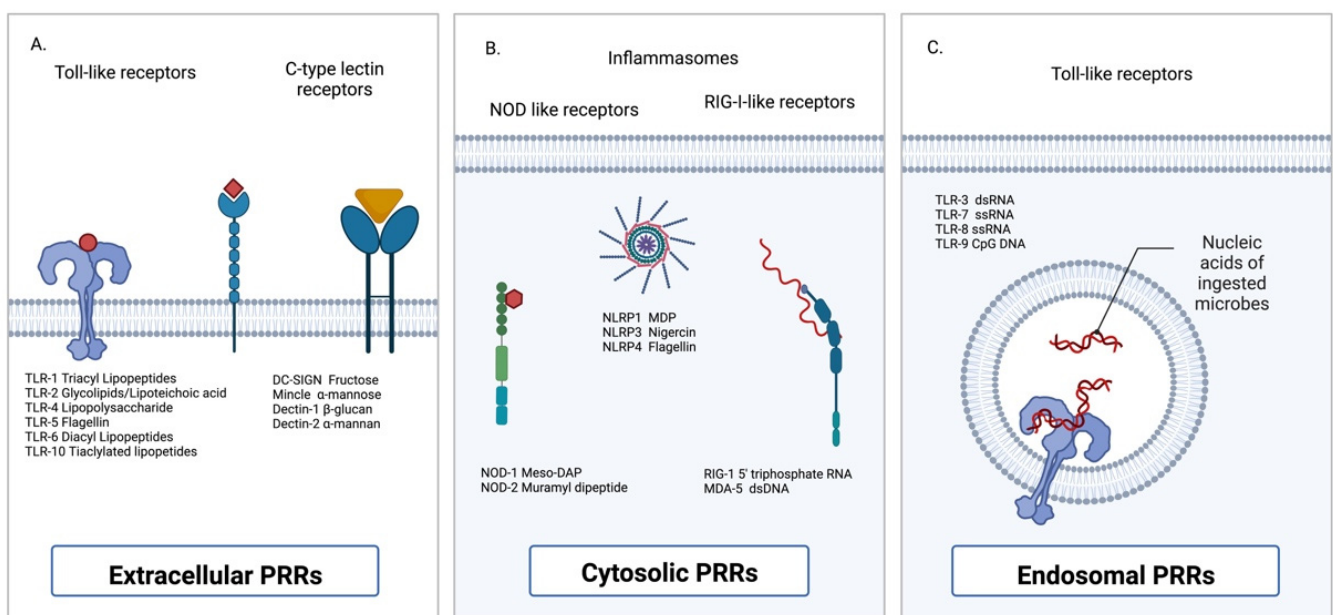 A.
Toll-like receptors
C-type lectin
receptors
TLR-1 Triacyl Lipopeptides
TLR-2 Glycolipids/Lipoteichoic acid
TLR-4 Lipopolysaccharide
TLR-5 Flagellin
TLR-6 Diacyl Lipopeptides
TLR-10 Tiaclylated lipopetides
DC-SIGN Fructose
Mincle α-mannose
Dectin-1 β-glucan
Dectin-2 α-mannan
Extracellular PRRs
B.
Inflammasomes
NOD like receptors
RIG-I-like receptors
NLRP1 MDP
NLRP3 Nigercin
NLRP4 Flagellin
NOD-1 Meso-DAP
NOD-2 Muramyl dipeptide
RIG-1 5' triphosphate RNA
MDA-5 dsDNA
Cytosolic PRRs
C.
Toll-like receptors
TLR-3 dsRNA
TLR-7 ssRNA
TLR-8 ssRNA
TLR-9 CpG DNA
Nucleic
acids of
ingested
microbes
Endosomal PRRs